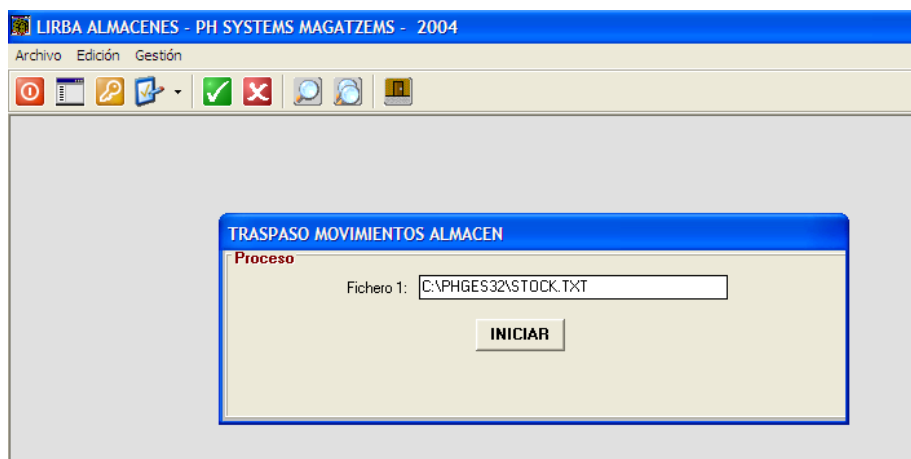 LIRBA ALMACENES - PH SYSTEMS MAGATZEMS -  2004
Archivo  Edición  Gestión
TRASPASO MOVIMIENTOS ALMACEN
Proceso
Fichero 1: C:\PHGES32\STOCK.TXT
INICIAR